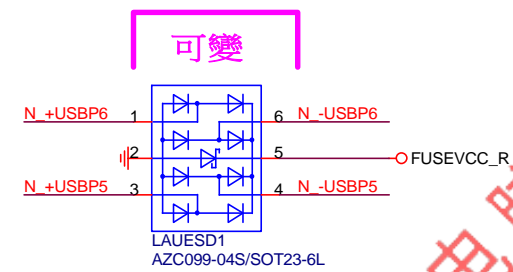 可變
N_+USBP6 1 6 N_-USBP6
2 5 FUSEVCC_R
N_+USBP5 3 4 N_-USBP5
LAUESD1
AZC099-04S/SOT23-6L